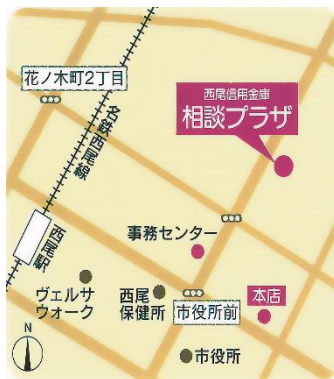 花ノ木町2丁目
西尾信用金庫
相談プラザ
名鉄西尾線
西尾駅
事務センター
ヴェルサ
ウォーク
西尾
保健所
市役所前
本店
市役所
N